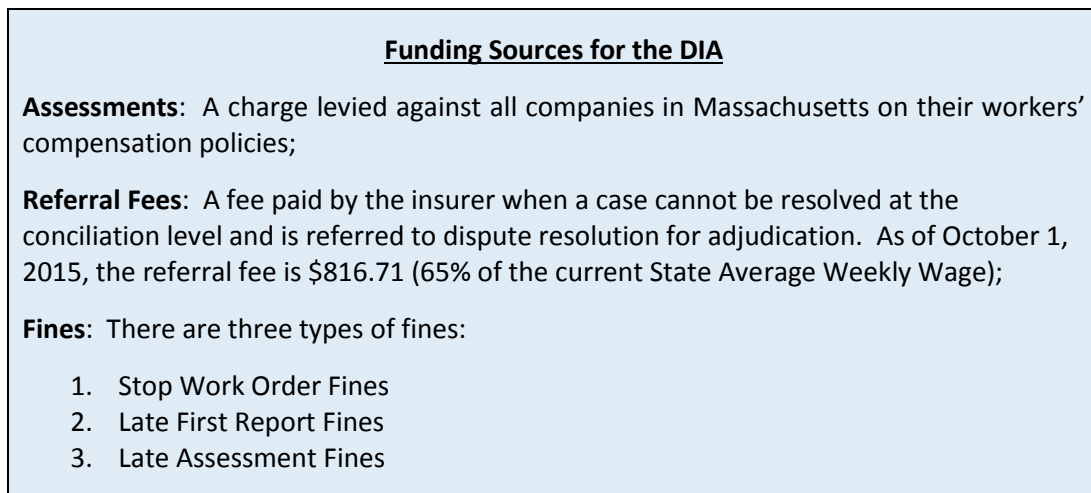 Funding Sources for the DIA
Assessments: A charge levied against all companies in Massachusetts on their workers’
compensation policies;
Referral Fees: A fee paid by the insurer when a case cannot be resolved at the
conciliation level and is referred to dispute resolution for adjudication. As of October 1,
2015, the referral fee is $816.71 (65% of the current State Average Weekly Wage);
Fines: There are three types of fines:
1. Stop Work Order Fines
2. Late First Report Fines
3. Late Assessment Fines